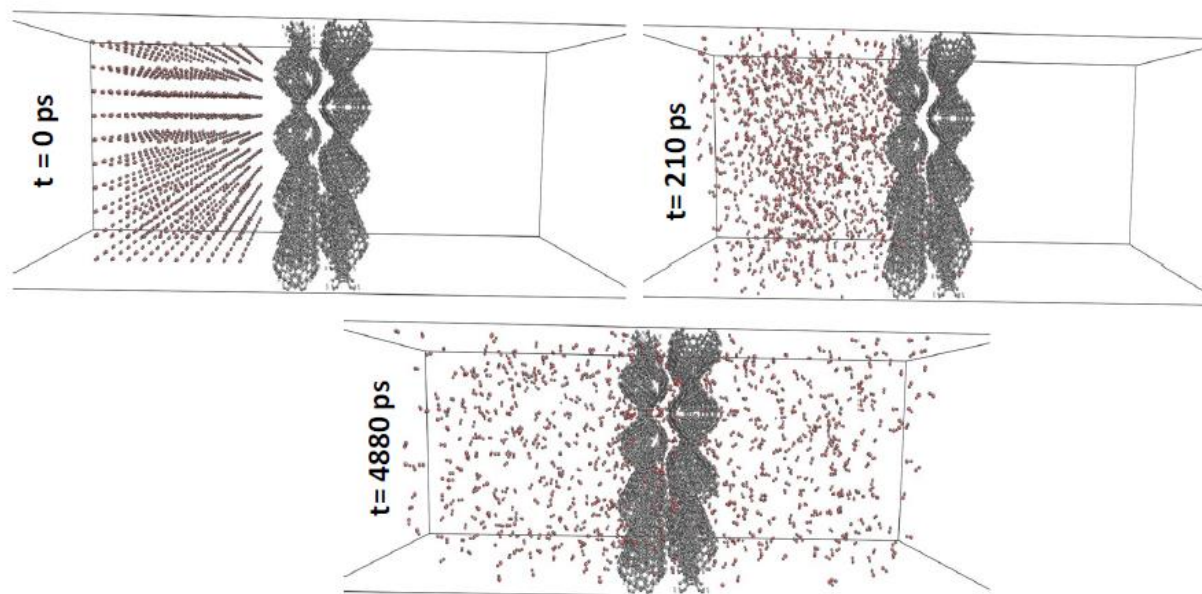 t = 0 ps
t= 210 ps
t= 4880 ps